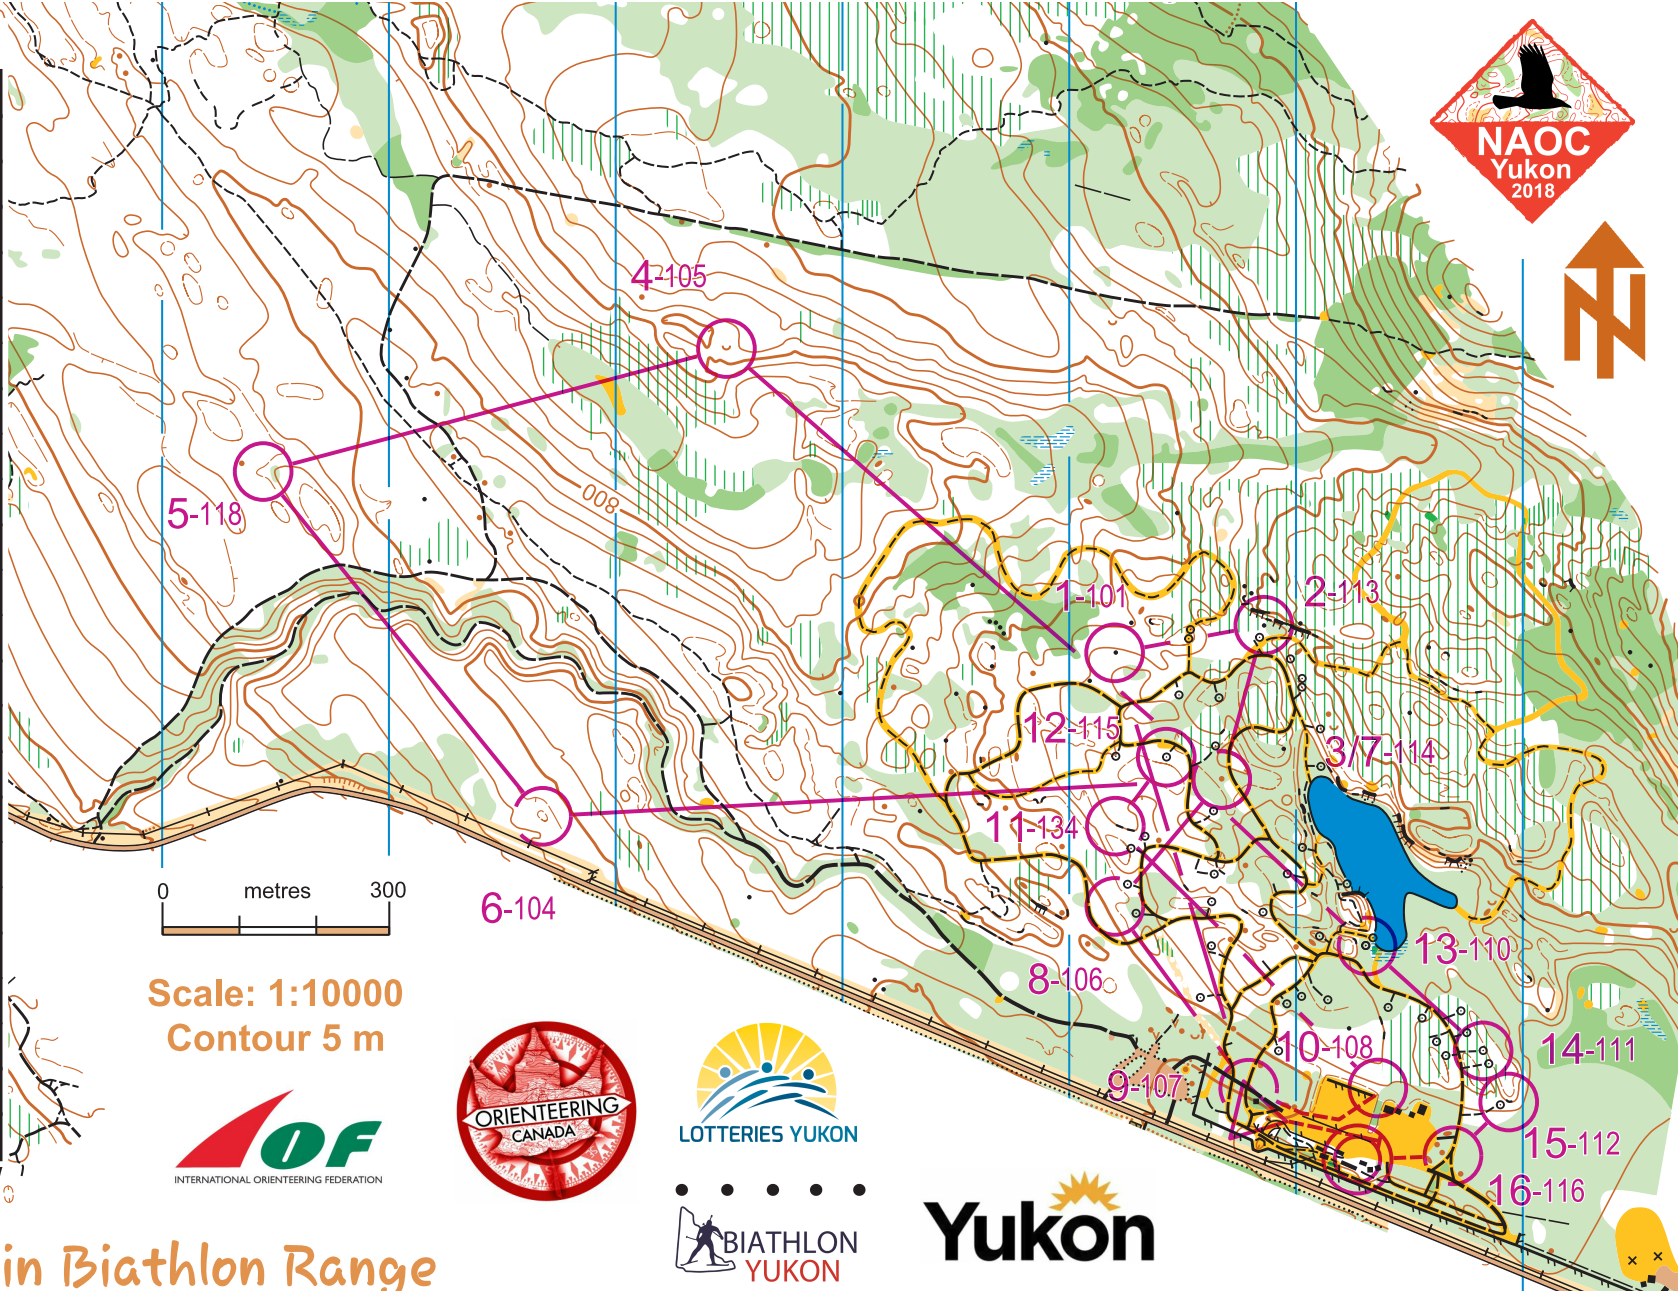 NAOC
Yukon
2018
4-105
5-118
800
1-101
2-113
12-115
3/7-114
11-134
0 metres 300
6-104
13-110
8-106
Scale: 1:10000
Contour 5 m
10-108
14-111
9-107
ORIENTEERING
CANADA
LOTTERIES YUKON
IOF
INTERNATIONAL ORIENTEERING FEDERATION
15-112
16-116
BIATHLON
YUKON
Yukon
in Biathlon Range